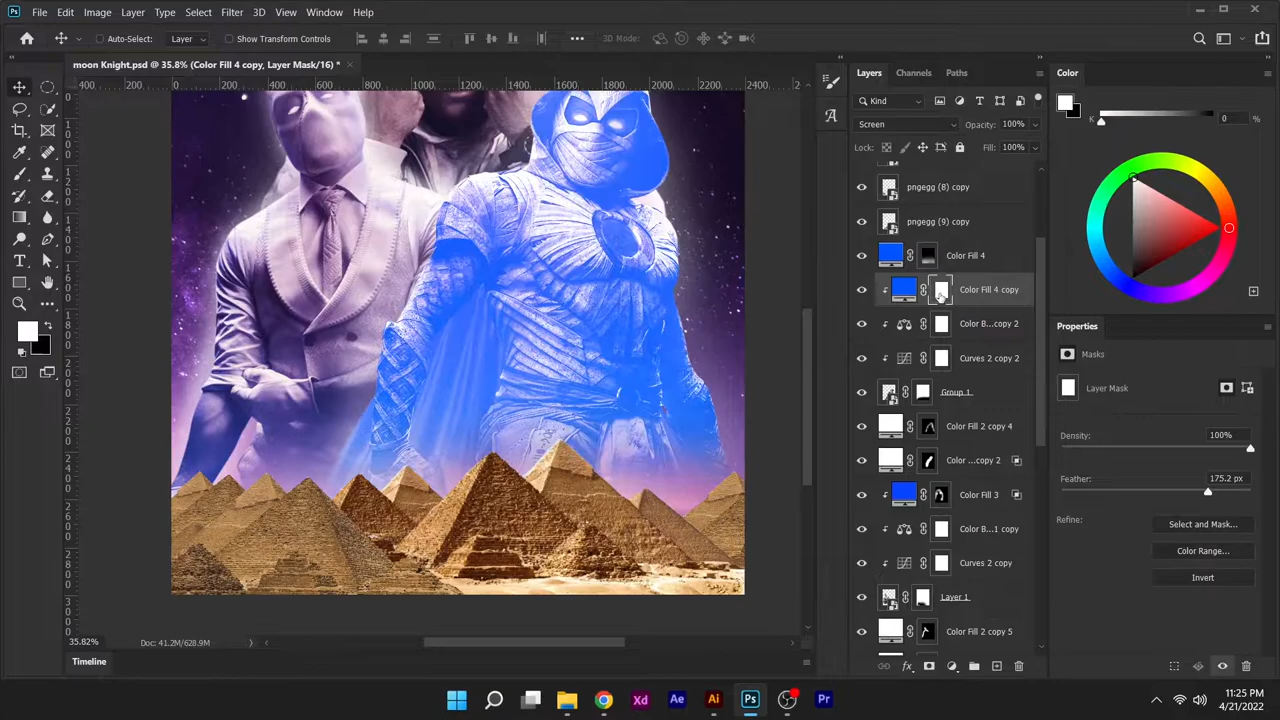 Ps File Edit Image Layer Type Select Filter 3D View Window Help
Auto-Select: Layer Show Transform Controls 3D Mode:
moon Knight.psd @ 35.8% (Color Fill 4 copy, Layer Mask/16) *
400 200 0 200 400 600 800 1000 1200 1400 1600 1800 2000 2200 2400
Layers Channels Paths
Kind
Screen Opacity: 100%
Lock: Fill: 100%
pngegg (8) copy
pngegg (9) copy
Color Fill 4
Color Fill 4 copy
Color B...copy 2
Curves 2 copy 2
Group 1
Color Fill 2 copy 4
Color ...copy 2
Color Fill 3
Color B...1 copy
Curves 2 copy
Layer 1
Color Fill 2 copy 5
Color
K 0 %
Properties
Masks
Layer Mask
Density: 100%
Feather: 175.2 px
Refine: Select and Mask...
Color Range...
Invert
35.82% Doc: 41.2M/628.9M
Timeline
Xd Ae Ai Ps Pr
11:25 PM
4/21/2022